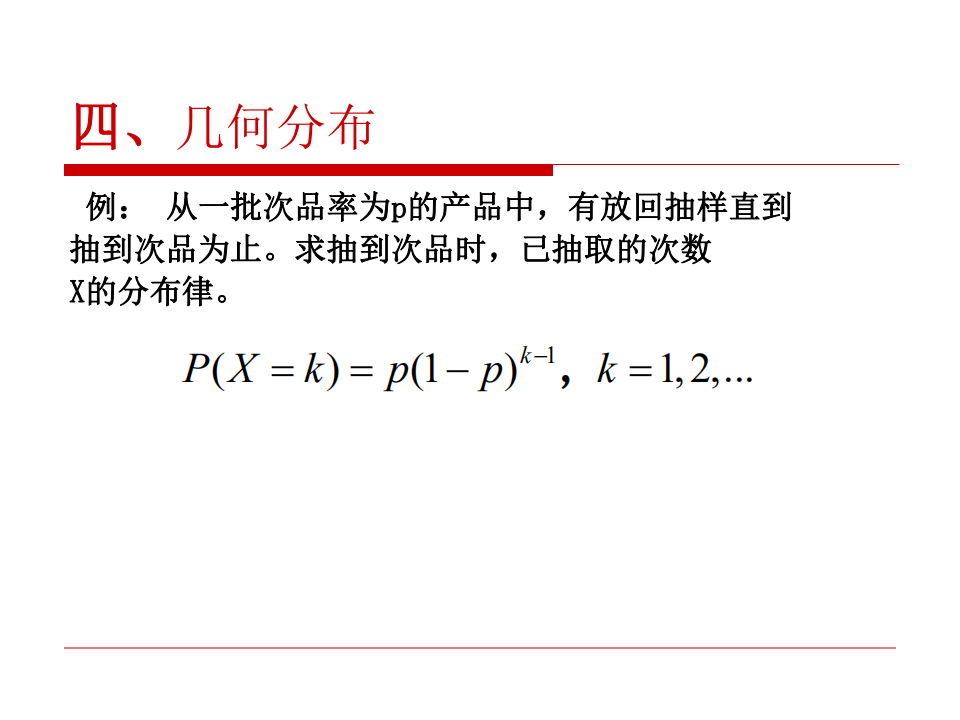 四、几何分布
例： 从一批次品率为p的产品中，有放回抽样直到
抽到次品为止。求抽到次品时，已抽取的次数
X的分布律。
P(X = k) = p(1 − p)^{k−1}，k = 1, 2, ...